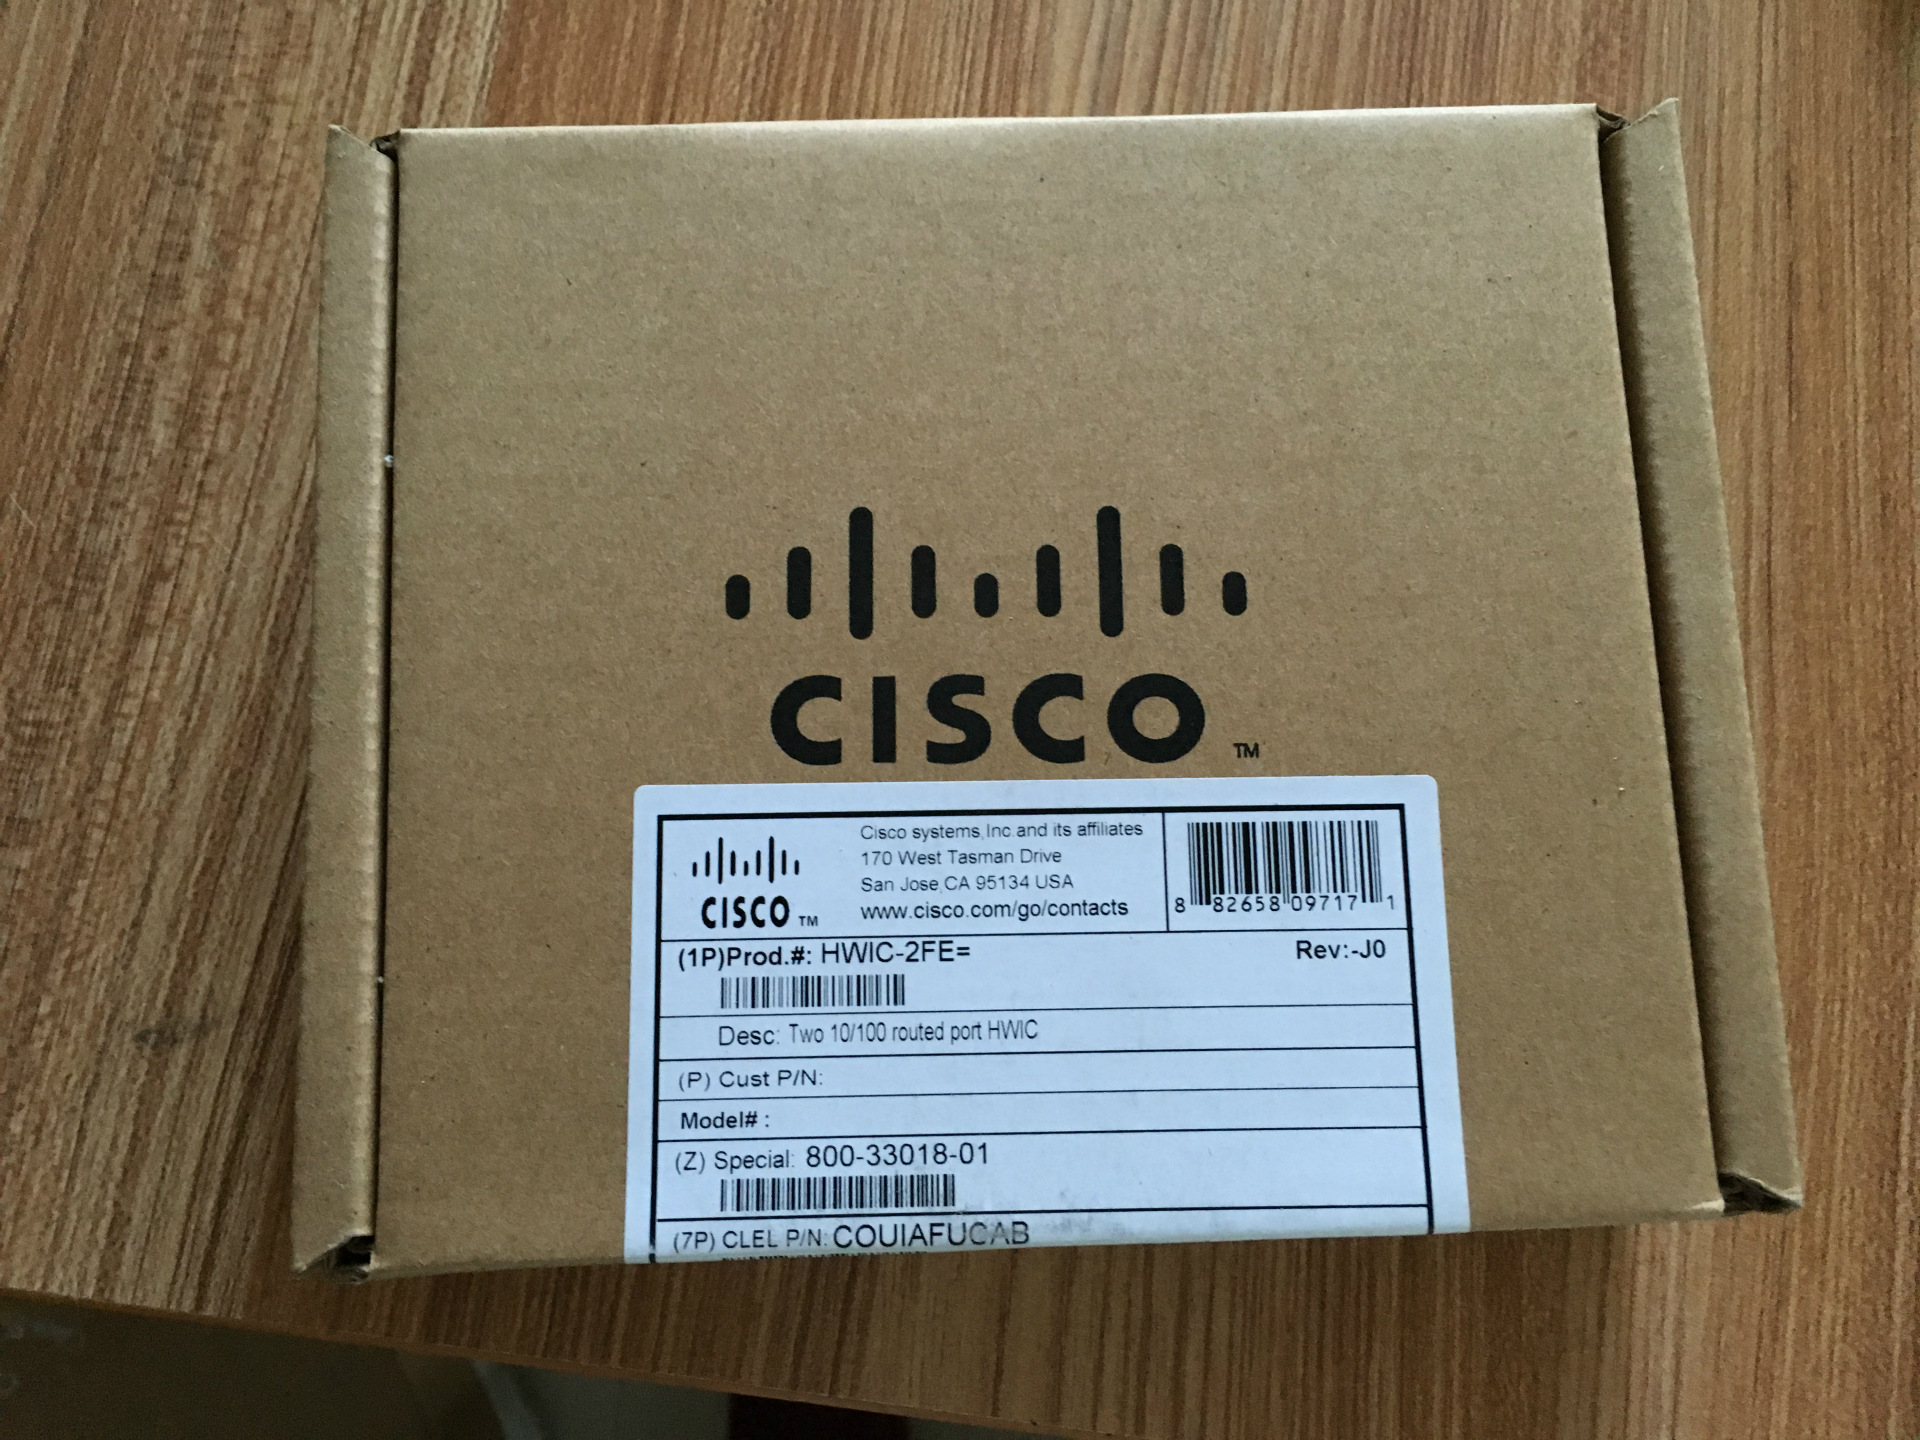 CISCO TM
CISCO TM
Cisco systems,Inc.and its affiliates
170 West Tasman Drive
San Jose,CA 95134 USA
www.cisco.com/go/contacts
8 82658 09717 1
(1P)Prod.#: HWIC-2FE= Rev:-J0
Desc: Two 10/100 routed port HWIC
(P) Cust P/N:
Model# :
(Z) Special: 800-33018-01
(7P) CLEL P/N: COUIAFUCAB